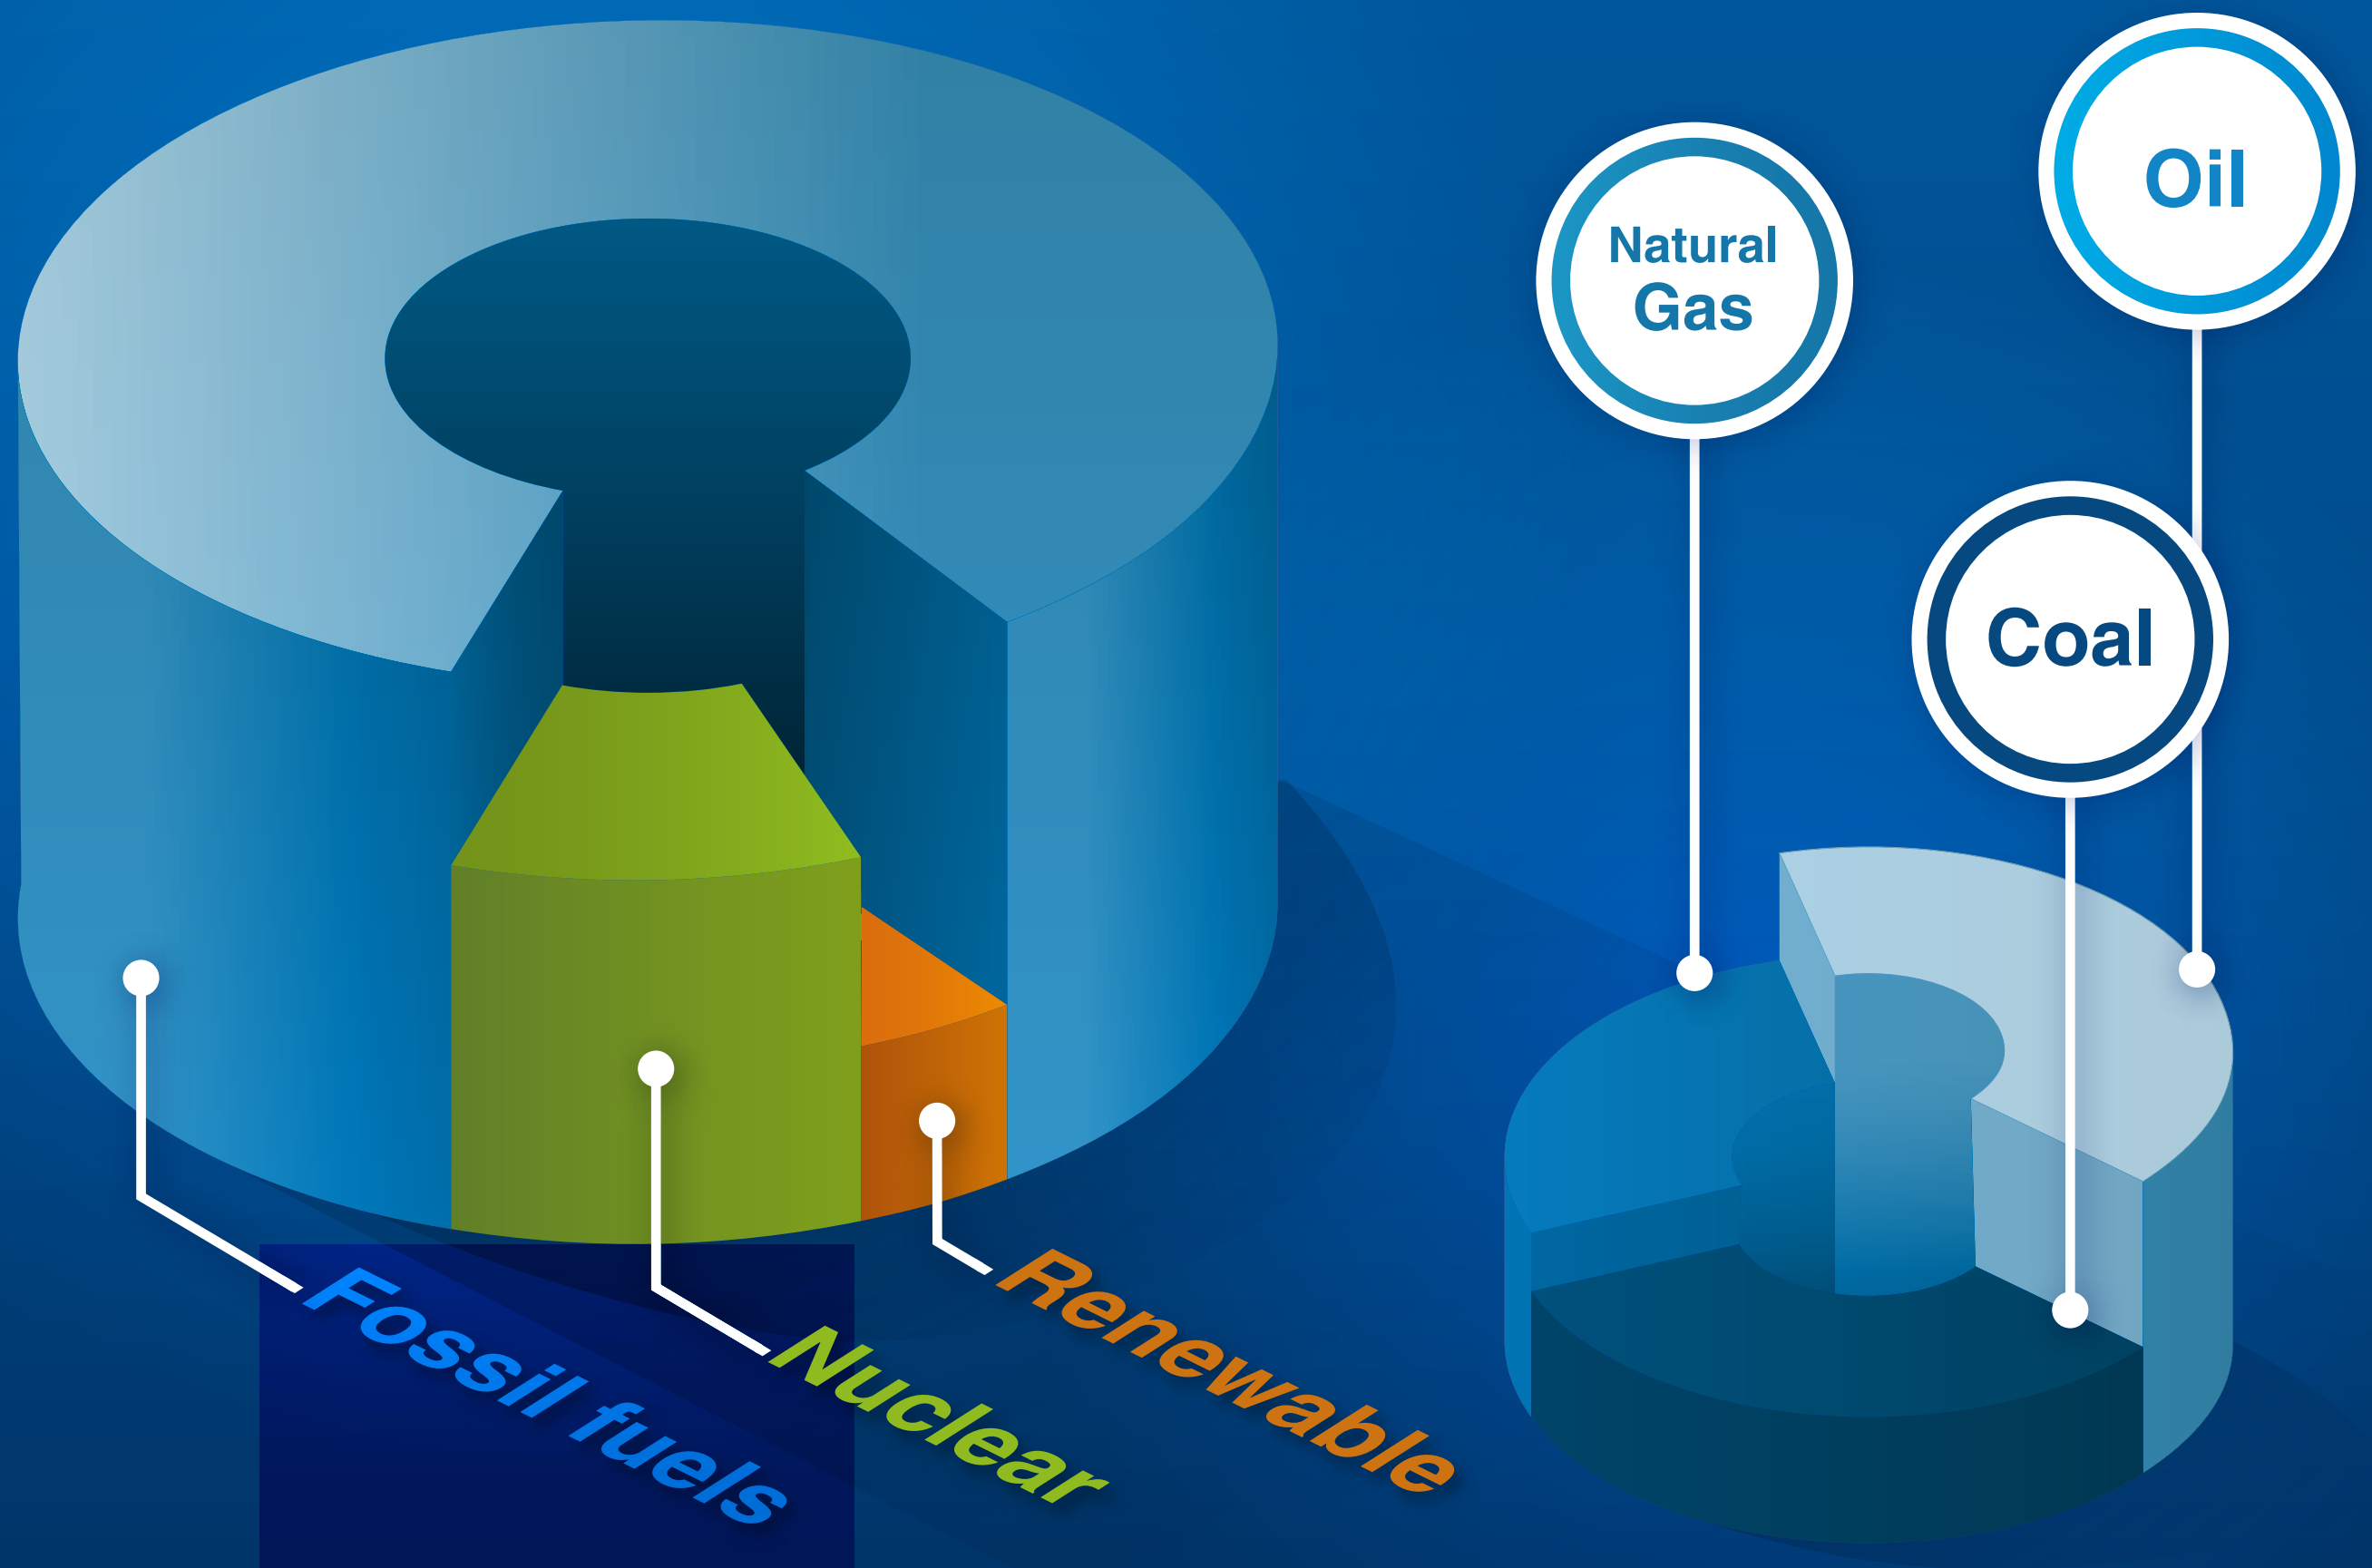 Oil
Natural
Gas
Coal
Fossil fuels
Nuclear
Renewable